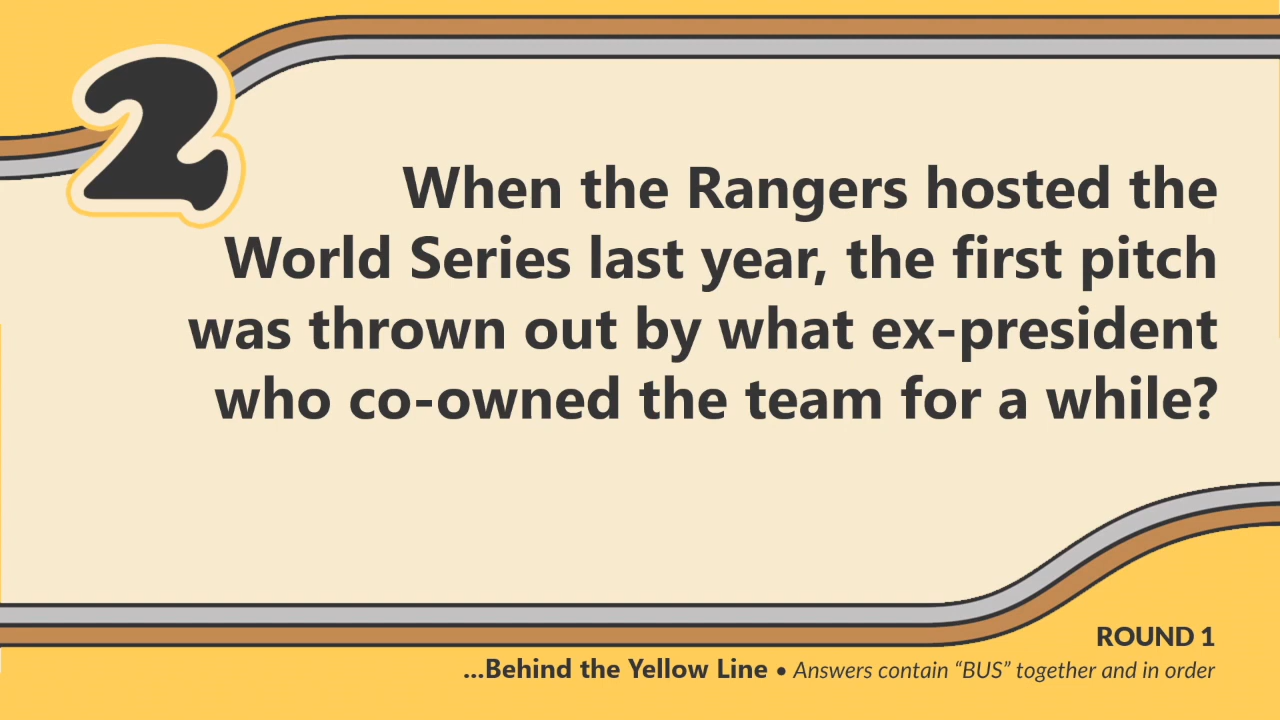 2
When the Rangers hosted the
World Series last year, the first pitch
was thrown out by what ex-president
who co-owned the team for a while?
ROUND 1
...Behind the Yellow Line • Answers contain “BUS” together and in order